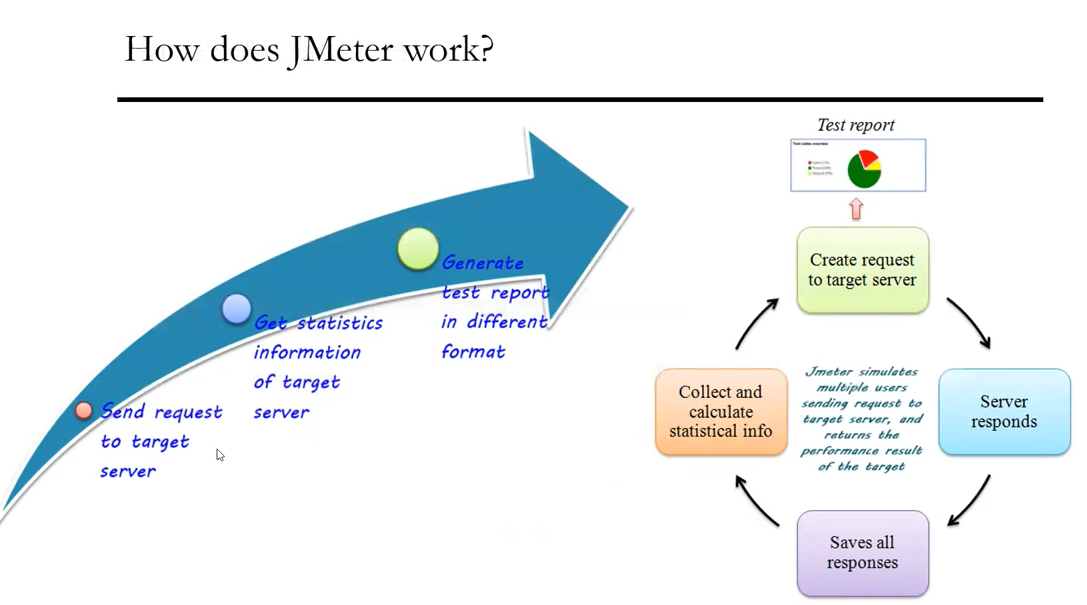 How does JMeter work?
Send request
to target
server
Get statistics
information
of target
server
Generate
test report
in different
format
Test report
Create request
to target server
Server
responds
Saves all
responses
Collect and
calculate
statistical info
Jmeter simulates
multiple users
sending request to
target server, and
returns the
performance result
of the target